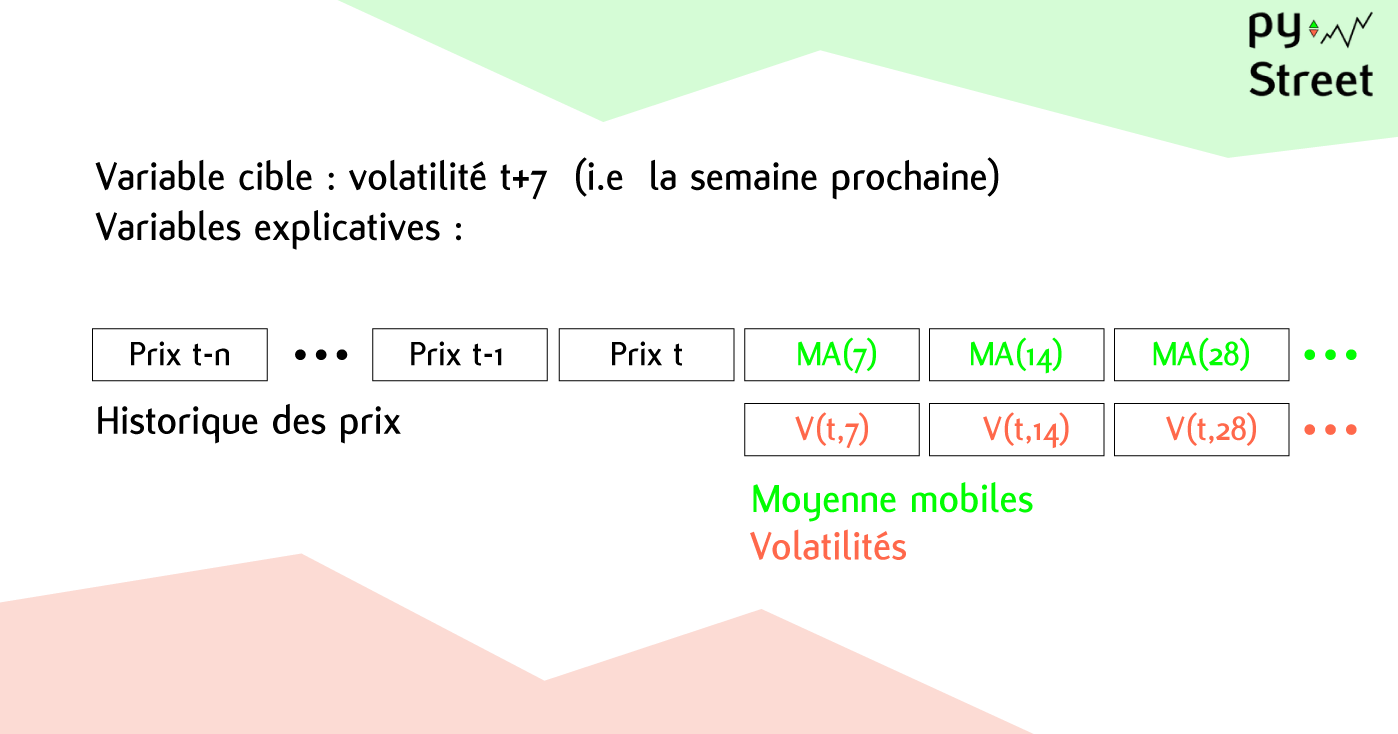 py
Street
Variable cible : volatilité t+7 (i.e la semaine prochaine)
Variables explicatives :
Prix t-n ••• Prix t-1 Prix t MA(7) MA(14) MA(28) •••
Historique des prix
V(t,7) V(t,14) V(t,28) •••
Moyenne mobiles
Volatilités